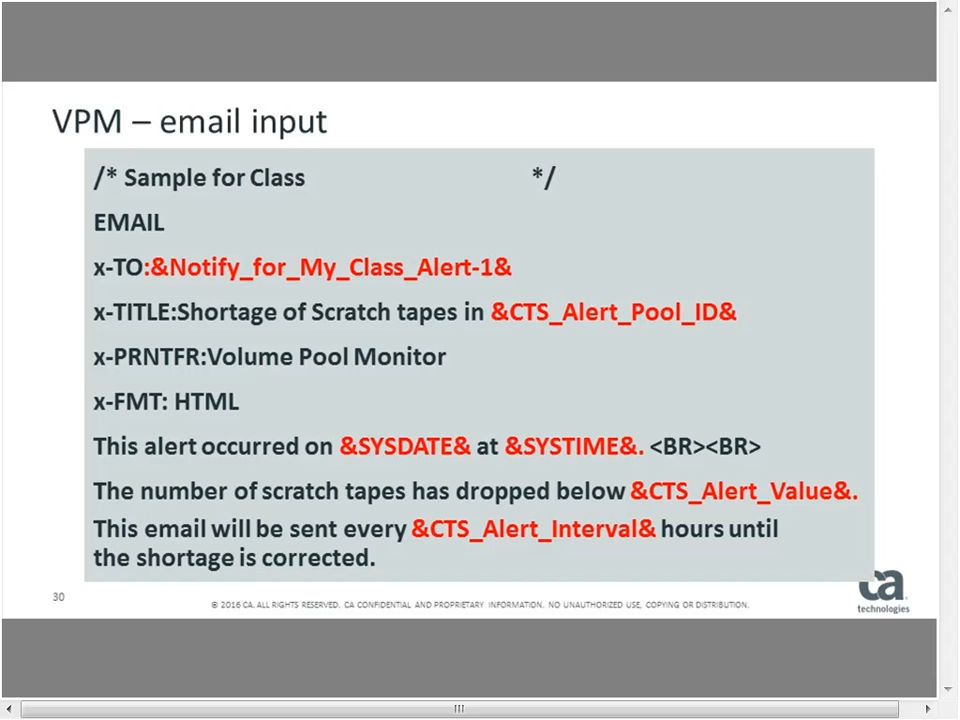 VPM – email input
/* Sample for Class */
EMAIL
x-TO:&Notify_for_My_Class_Alert-1&
x-TITLE:Shortage of Scratch tapes in &CTS_Alert_Pool_ID&
x-PRNTFR:Volume Pool Monitor
x-FMT: HTML
This alert occurred on &SYSDATE& at &SYSTIME&. <BR><BR>
The number of scratch tapes has dropped below &CTS_Alert_Value&.
This email will be sent every &CTS_Alert_Interval& hours until
the shortage is corrected.
30
© 2016 CA. ALL RIGHTS RESERVED. CA CONFIDENTIAL AND PROPRIETARY INFORMATION. NO UNAUTHORIZED USE, COPYING OR DISTRIBUTION.
ca
technologies